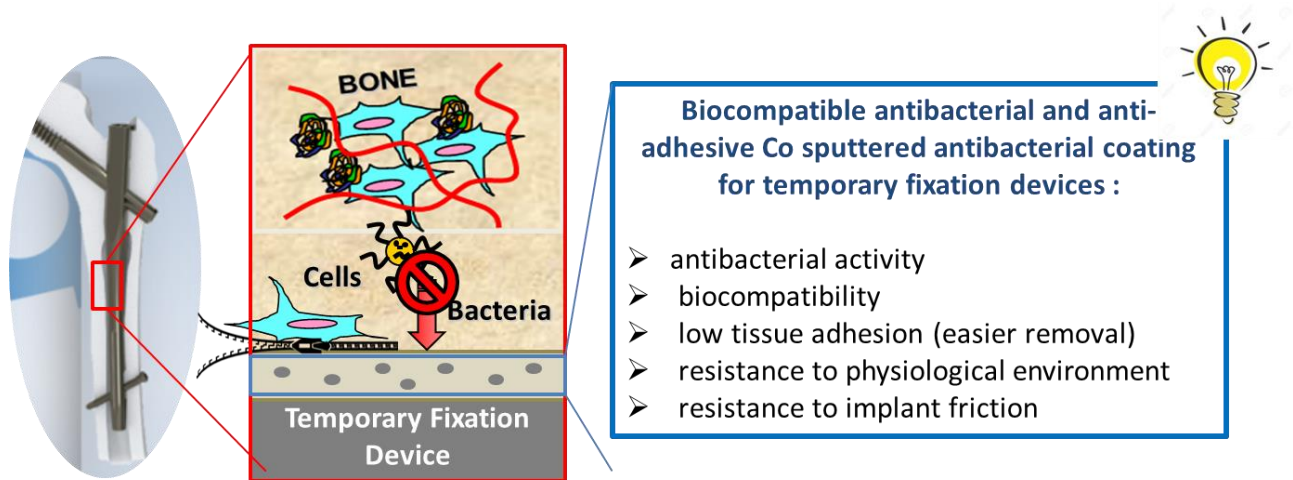 BONE
Cells
Bacteria
Temporary Fixation
Device
Biocompatible antibacterial and anti-
adhesive Co sputtered antibacterial coating
for temporary fixation devices :
➢ antibacterial activity
➢ biocompatibility
➢ low tissue adhesion (easier removal)
➢ resistance to physiological environment
➢ resistance to implant friction